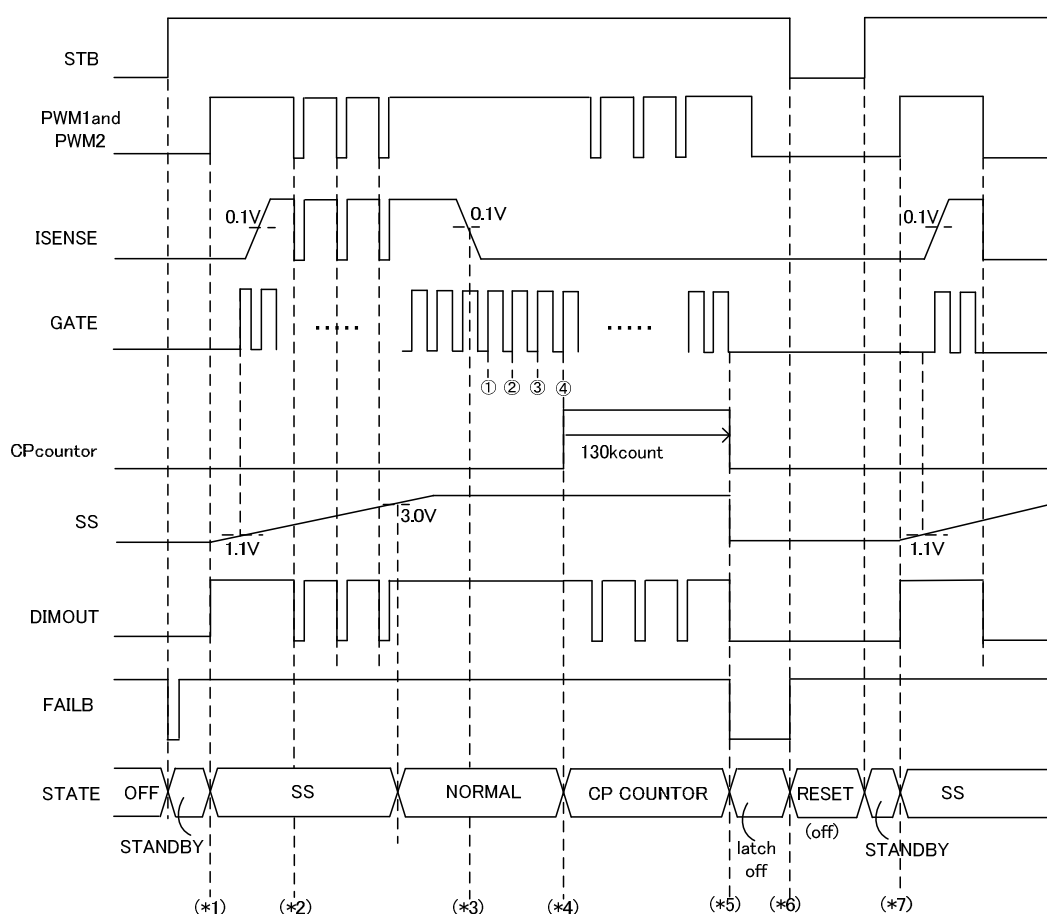 STB
PWM1and
PWM2
ISENSE
0.1V
0.1V
0.1V
GATE
.....
.....
① ② ③ ④
CPcountor
130kcount
SS
1.1V
3.0V
1.1V
DIMOUT
FAILB
STATE
OFF
SS
NORMAL
CP COUNTOR
RESET
SS
STANDBY
latch
off
(off)
STANDBY
(*1)
(*2)
(*3)
(*4)
(*5)
(*6)
(*7)